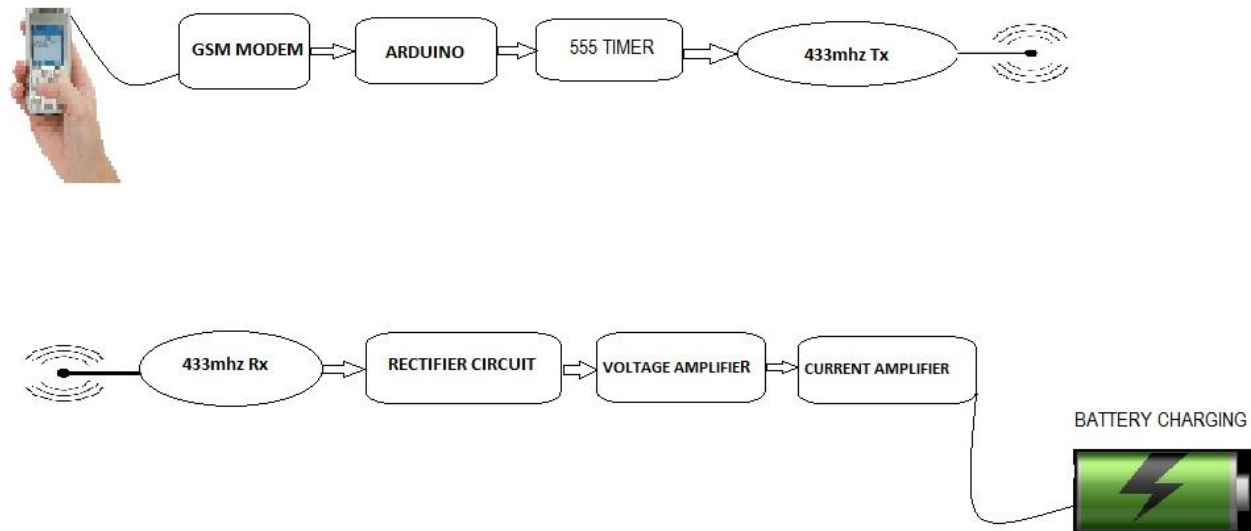 GSM MODEM
ARDUINO
555 TIMER
433mhz Tx
433mhz Rx
RECTIFIER CIRCUIT
VOLTAGE AMPLIFIER
CURRENT AMPLIFIER
BATTERY CHARGING